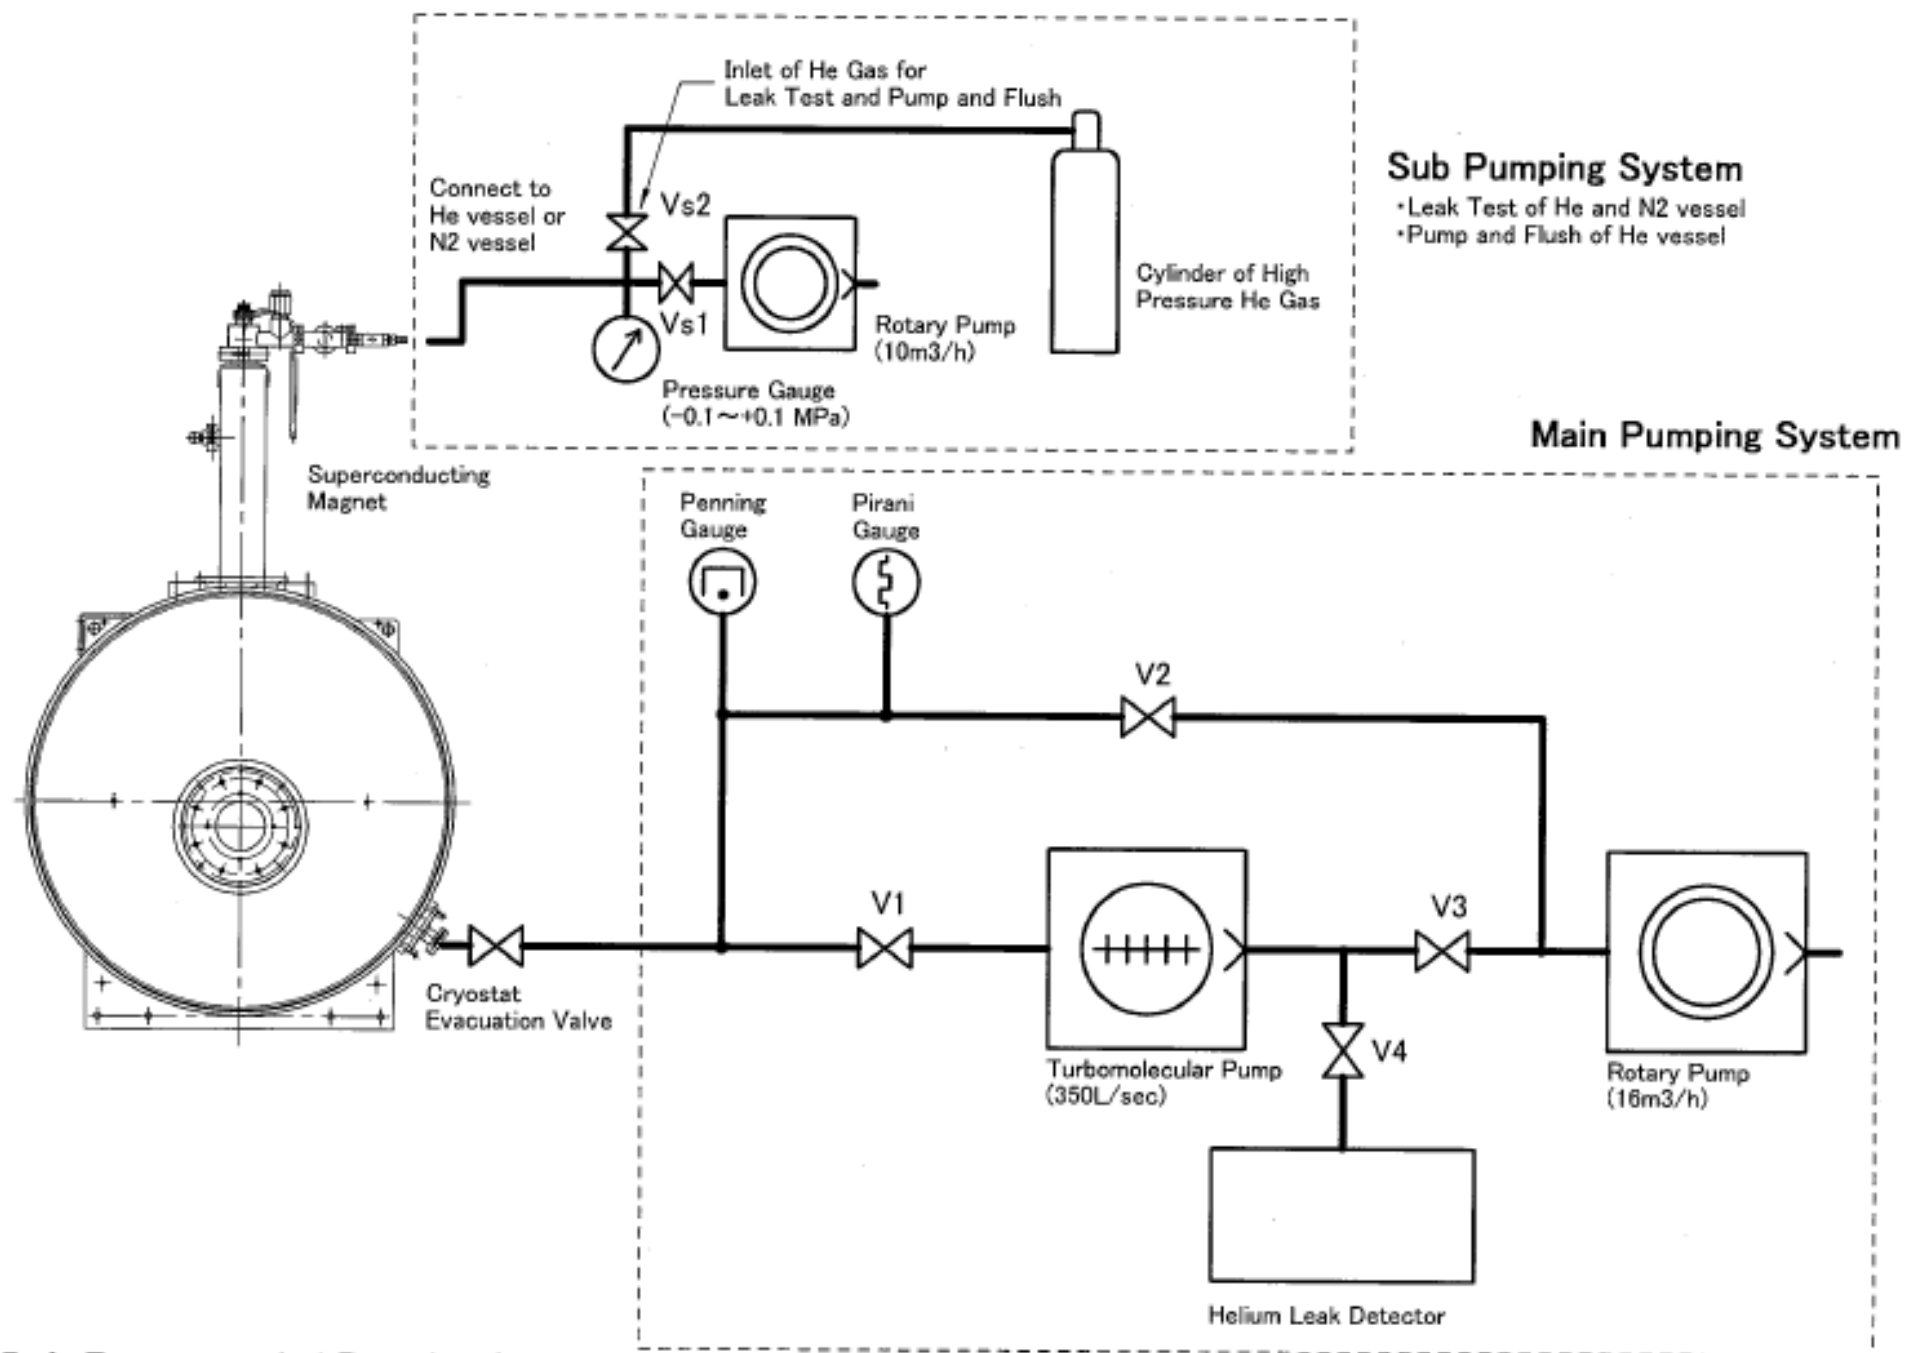 Inlet of He Gas for
Leak Test and Pump and Flush
Connect to
He vessel or
N2 vessel
Vs2
Vs1
Rotary Pump
(10m3/h)
Pressure Gauge
(-0.1～+0.1 MPa)
Cylinder of High
Pressure He Gas
Sub Pumping System
・Leak Test of He and N2 vessel
・Pump and Flush of He vessel
Superconducting
Magnet
Main Pumping System
Penning
Gauge
Pirani
Gauge
V2
V1
V3
V4
Cryostat
Evacuation Valve
Turbomolecular Pump
(350L/sec)
Rotary Pump
(16m3/h)
Helium Leak Detector